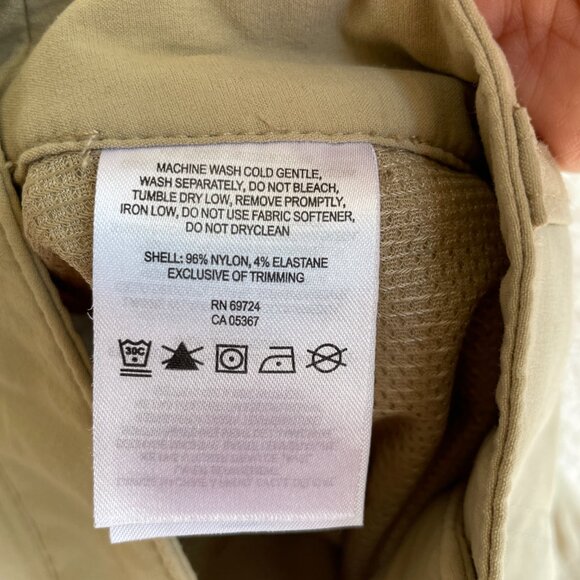 MACHINE WASH COLD GENTLE,
WASH SEPARATELY, DO NOT BLEACH,
TUMBLE DRY LOW, REMOVE PROMPTLY,
IRON LOW, DO NOT USE FABRIC SOFTENER,
DO NOT DRYCLEAN
SHELL: 96% NYLON, 4% ELASTANE
EXCLUSIVE OF TRIMMING
RN 69724
CA 05367
30C